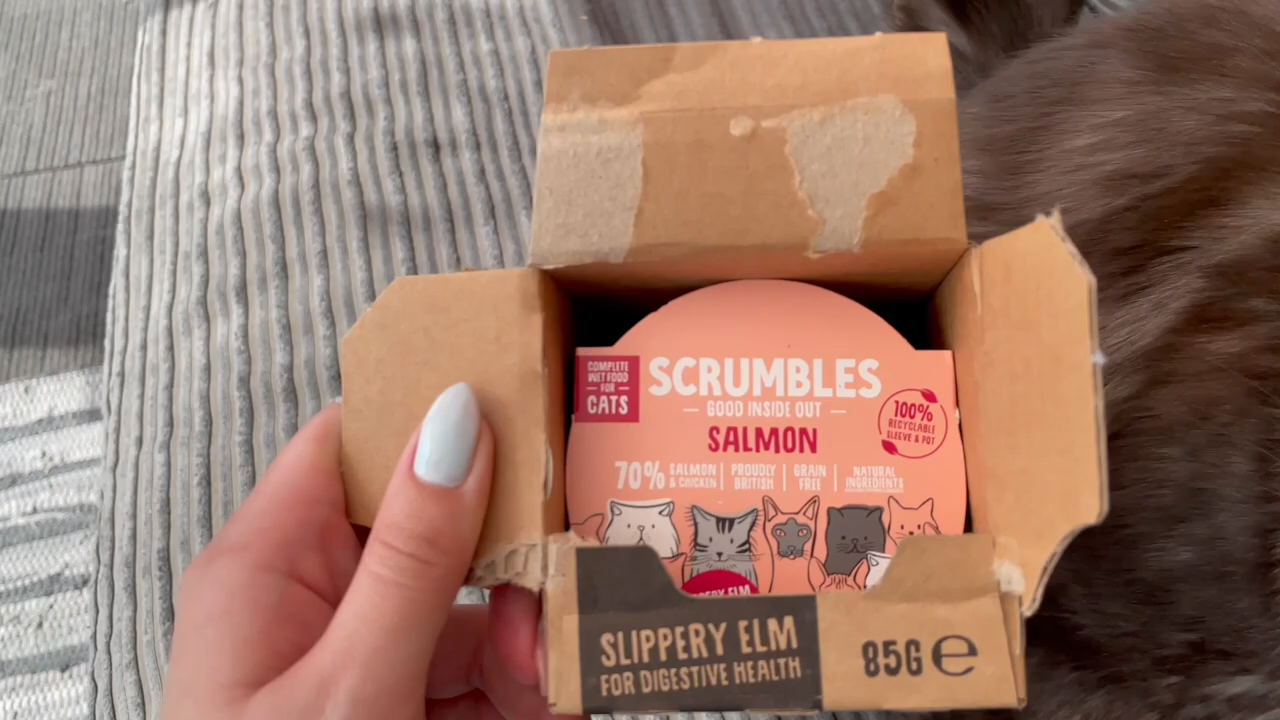 COMPLETE
WET FOOD
FOR
CATS
SCRUMBLES
GOOD INSIDE OUT
SALMON
100%
RECYCLABLE
SLEEVE & POT
70% SALMON & CHICKEN
PROUDLY BRITISH
GRAIN FREE
NATURAL INGREDIENTS
ELM
SLIPPERY ELM
FOR DIGESTIVE HEALTH
85G e